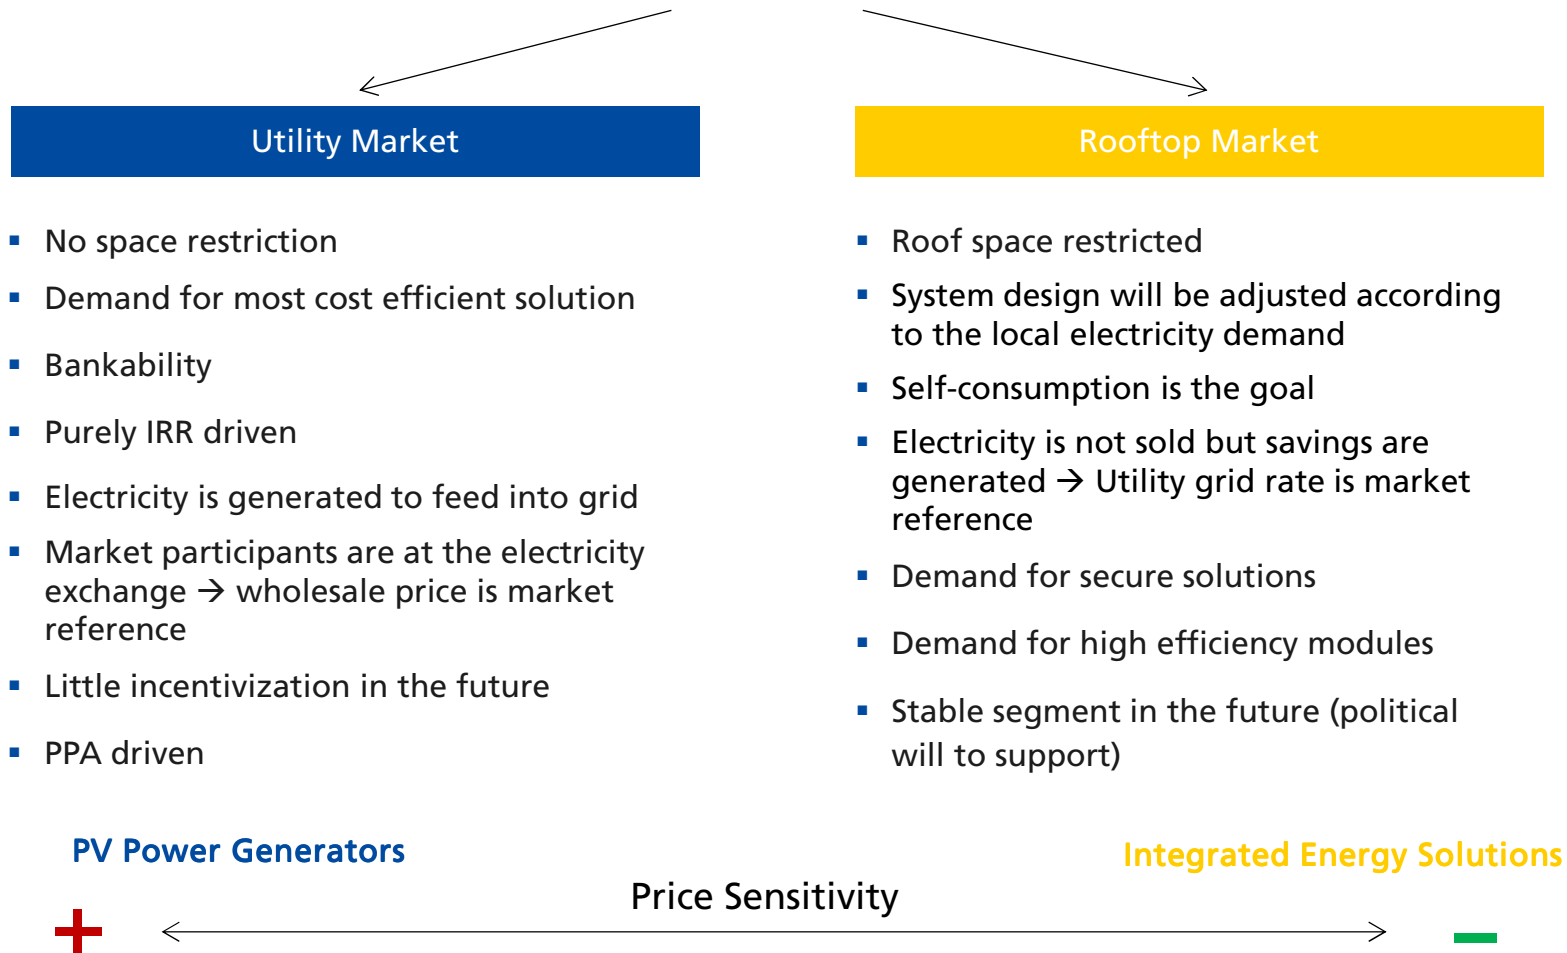 Utility Market
▪ No space restriction
▪ Demand for most cost efficient solution
▪ Bankability
▪ Purely IRR driven
▪ Electricity is generated to feed into grid
▪ Market participants are at the electricity
exchange → wholesale price is market
reference
▪ Little incentivization in the future
▪ PPA driven
Rooftop Market
▪ Roof space restricted
▪ System design will be adjusted according
to the local electricity demand
▪ Self-consumption is the goal
▪ Electricity is not sold but savings are
generated → Utility grid rate is market
reference
▪ Demand for secure solutions
▪ Demand for high efficiency modules
▪ Stable segment in the future (political
will to support)
PV Power Generators
Integrated Energy Solutions
Price Sensitivity
+
–